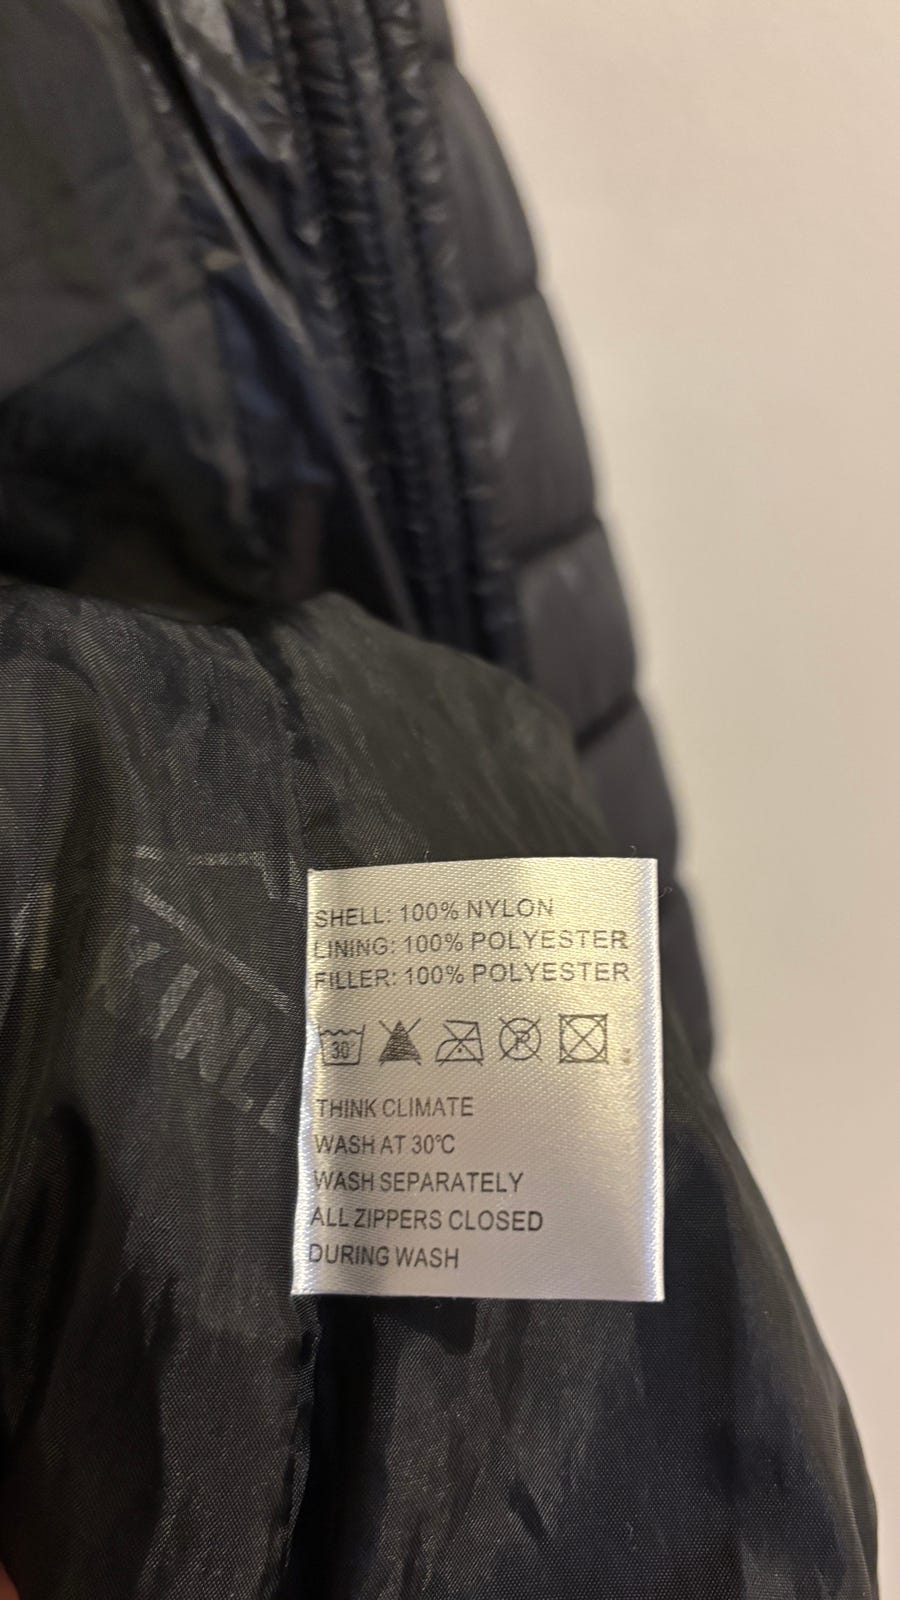 SHELL: 100% NYLON
LINING: 100% POLYESTER
FILLER: 100% POLYESTER
30°
P
THINK CLIMATE
WASH AT 30°C
WASH SEPARATELY
ALL ZIPPERS CLOSED
DURING WASH